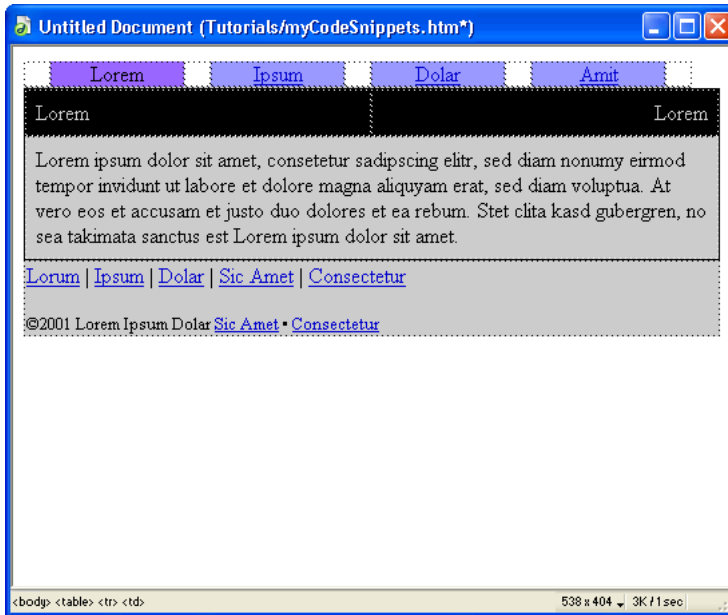 Untitled Document (Tutorials/myCodeSnippets.htm*)
Lorem Ipsum Dolar Amit
Lorem Lorem
Lorem ipsum dolor sit amet, consetetur sadipscing elitr, sed diam nonumy eirmod
tempor invidunt ut labore et dolore magna aliquyam erat, sed diam voluptua. At
vero eos et accusam et justo duo dolores et ea rebum. Stet clita kasd gubergren, no
sea takimata sanctus est Lorem ipsum dolor sit amet.
Lorum | Ipsum | Dolar | Sic Amet | Consectetur
©2001 Lorem Ipsum Dolar Sic Amet ▪ Consectetur
<body> <table> <tr> <td> 538 x 404 3K / 1 sec